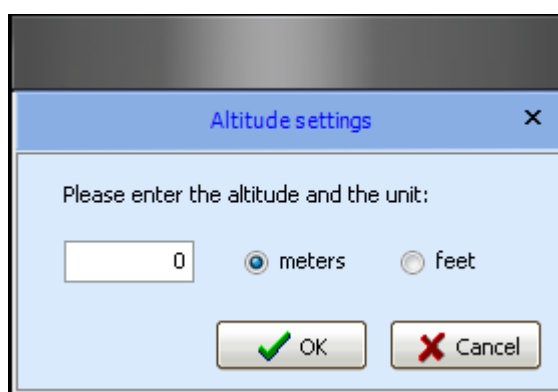 Altitude settings
Please enter the altitude and the unit:
0 meters feet
OK Cancel